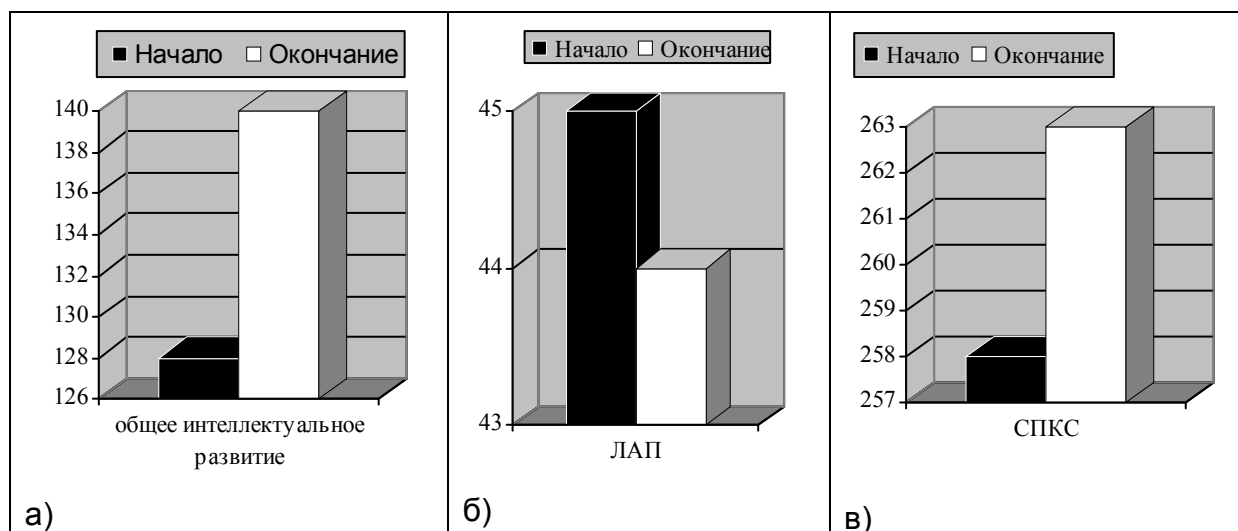 Начало Окончание
140
138
136
134
132
130
128
126
общее интеллектуальное
развитие
а)
Начало Окончание
45
44
43
ЛАП
б)
Начало Окончание
263
262
261
260
259
258
257
СПКС
в)